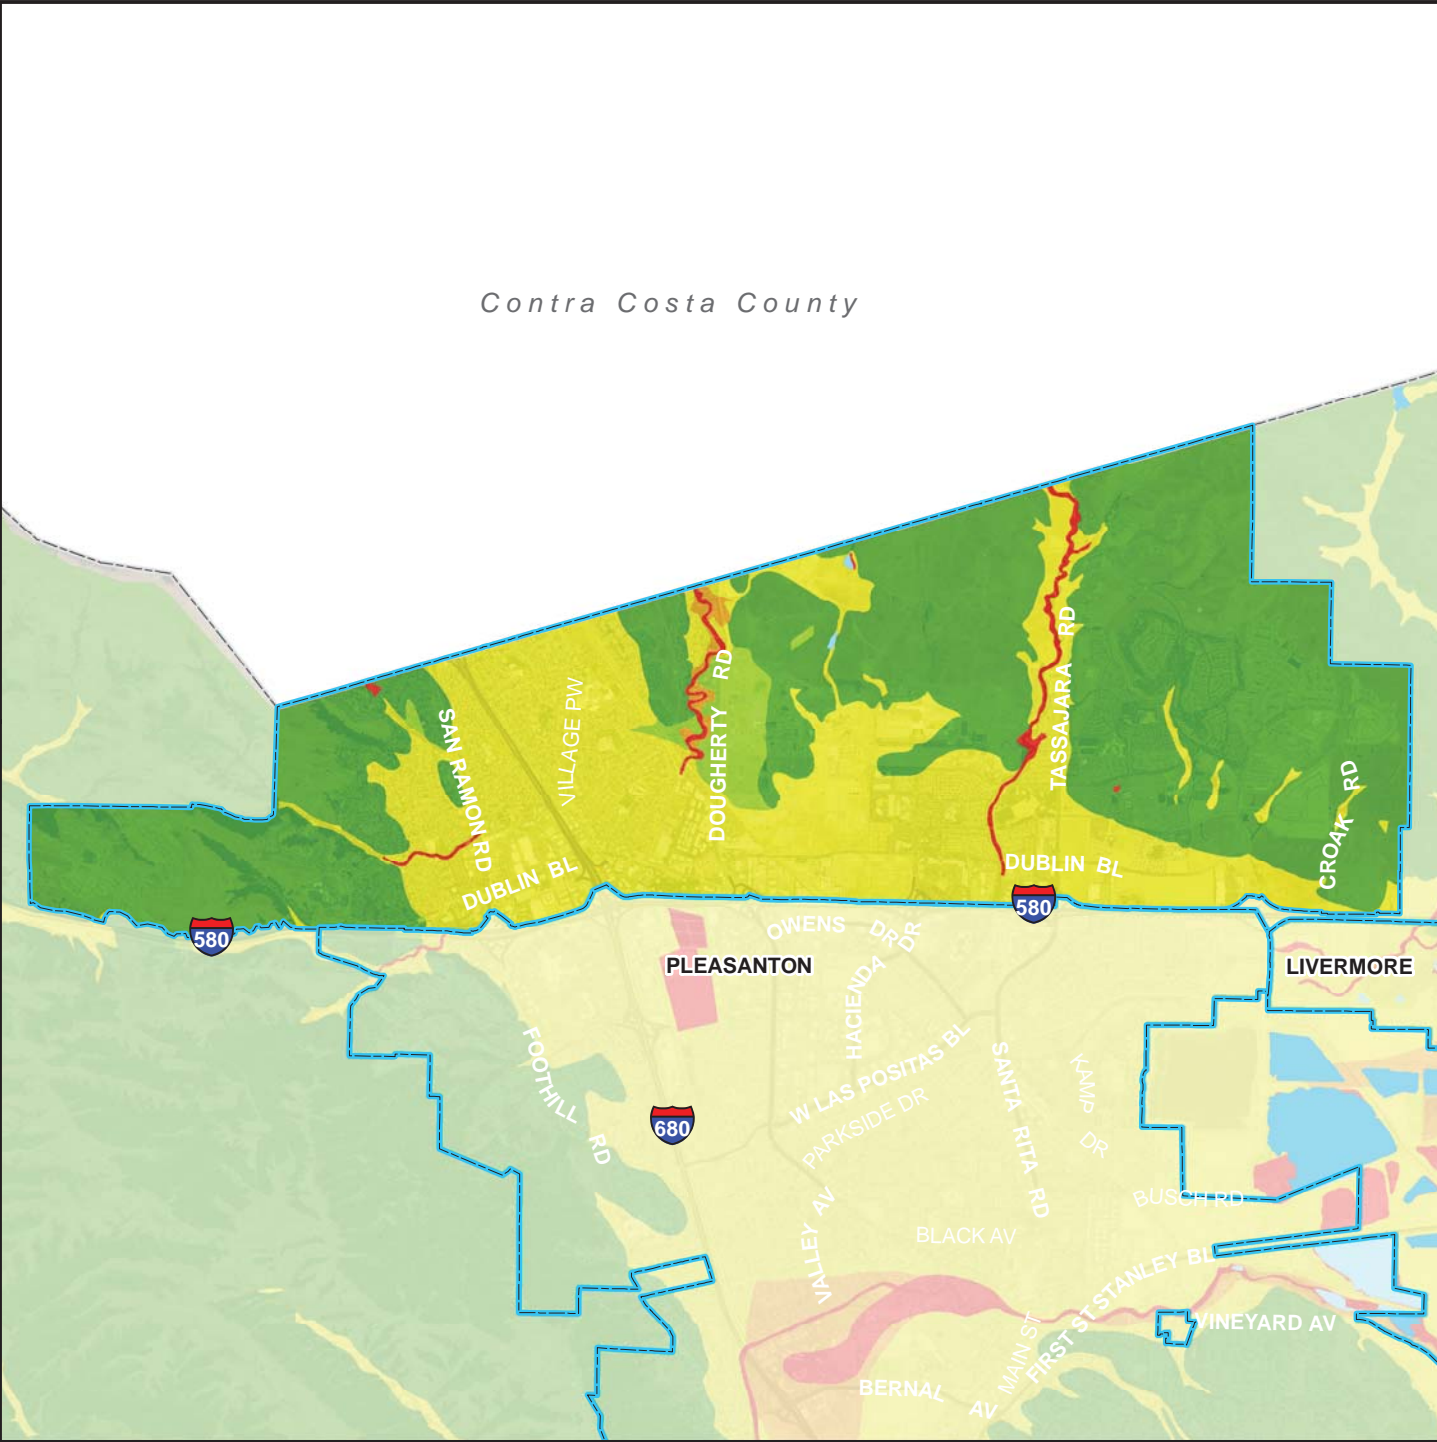 Contra Costa County
SAN RAMON RD
VILLAGE PW
DOUGHERTY RD
TASSAJARA RD
CROAK RD
DUBLIN BL
DUBLIN BL
580
580
OWENS DR
DR
HACIENDA
PLEASANTON
LIVERMORE
FOOTHILL RD
680
W LAS POSITAS BL
PARKSIDE DR
SANTA RITA RD
KAMP DR
BUSCH RD
VALLEY AV
BLACK AV
STANLEY BL
FIRST ST
MAIN ST
VINEYARD AV
BERNAL AV